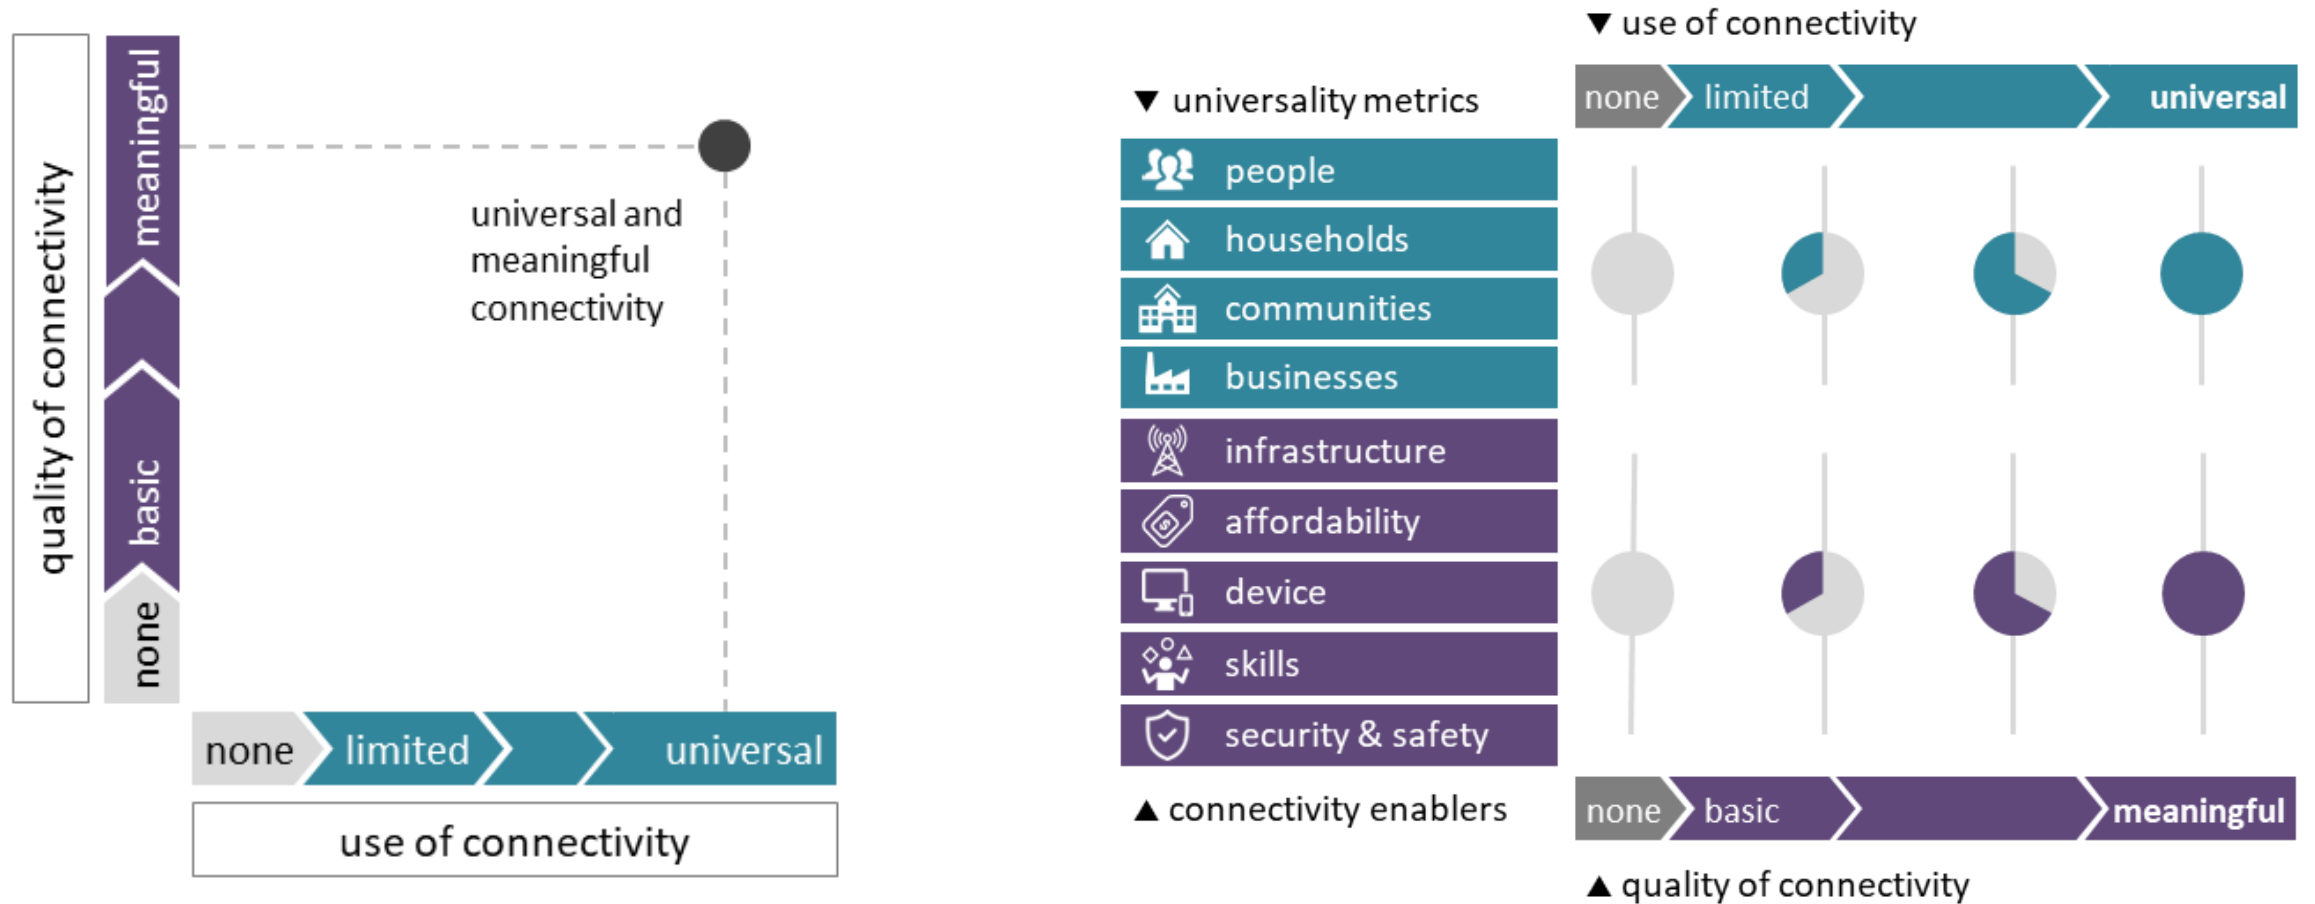 quality of connectivity
meaningful
basic
none
universal and
meaningful
connectivity
none
limited
universal
use of connectivity
▼ universality metrics
people
households
communities
businesses
infrastructure
affordability
device
skills
security & safety
▲ connectivity enablers
▼ use of connectivity
none
limited
universal
none
basic
meaningful
▲ quality of connectivity